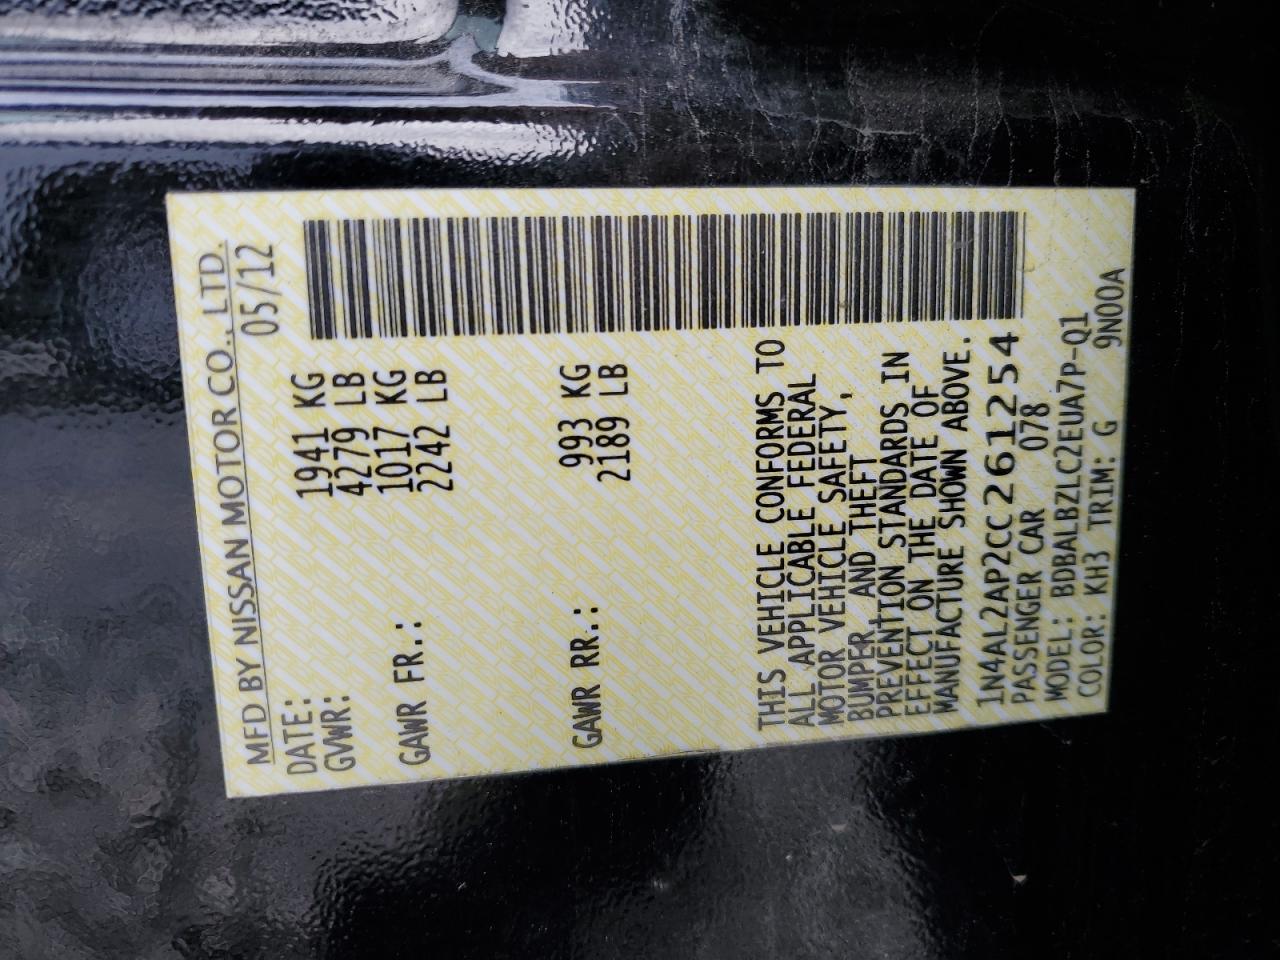 MFD BY NISSAN MOTOR CO., LTD.
DATE: 05/12
GVWR: 1941 KG
4279 LB
GAWR FR.: 1017 KG
2242 LB
GAWR RR.: 993 KG
2189 LB
THIS VEHICLE CONFORMS TO
ALL APPLICABLE FEDERAL
MOTOR VEHICLE SAFETY,
BUMPER, AND THEFT
PREVENTION STANDARDS IN
EFFECT ON THE DATE OF
MANUFACTURE SHOWN ABOVE.
1N4AL2AP2CC261254
PASSENGER CAR 078
MODEL: BDBALBZLC2EUA7P-Q1
COLOR: KH3 TRIM: G 9N00A